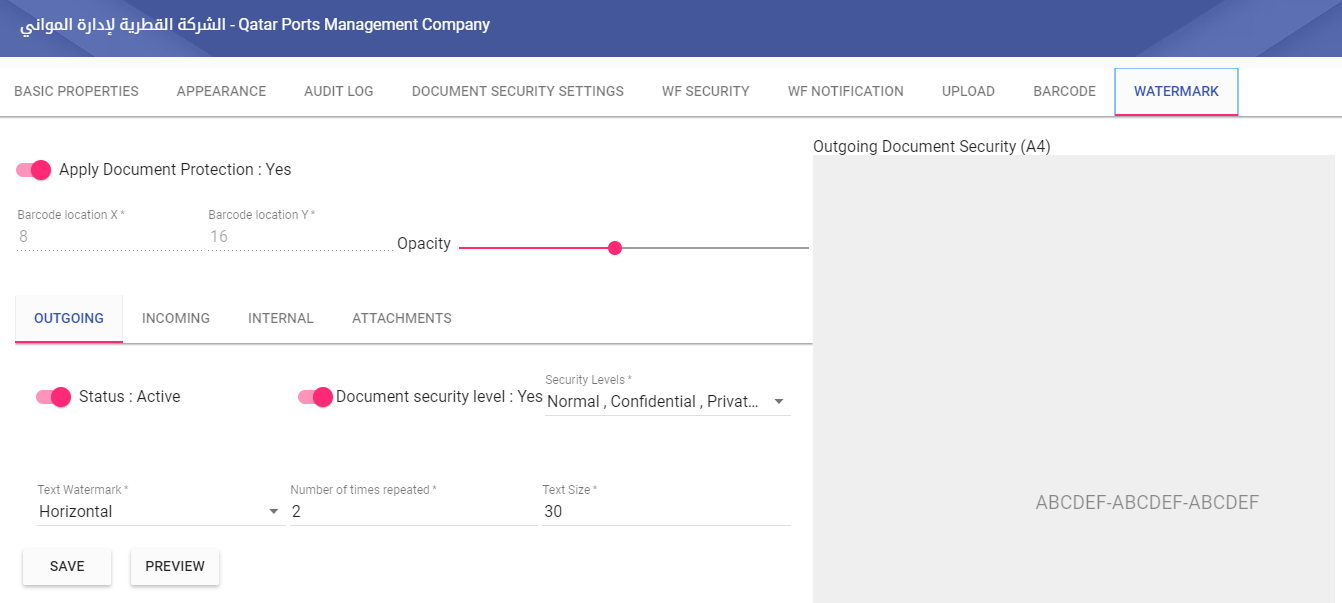 الشركة القطرية لإدارة المواني - Qatar Ports Management Company
BASIC PROPERTIES APPEARANCE AUDIT LOG DOCUMENT SECURITY SETTINGS WF SECURITY WF NOTIFICATION UPLOAD BARCODE WATERMARK
Outgoing Document Security (A4)
Apply Document Protection : Yes
Barcode location X * Barcode location Y *
8 16
Opacity
OUTGOING INCOMING INTERNAL ATTACHMENTS
Security Levels *
Status : Active Document security level : Yes Normal , Confidential , Privat...
Text Watermark * Number of times repeated * Text Size *
Horizontal 2 30
ABCDEF-ABCDEF-ABCDEF
SAVE PREVIEW